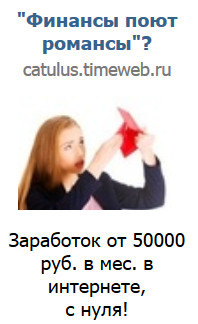 "Финансы поют
романсы"?
catulus.timeweb.ru
Заработок от 50000
руб. в мес. в
интернете,
с нуля!